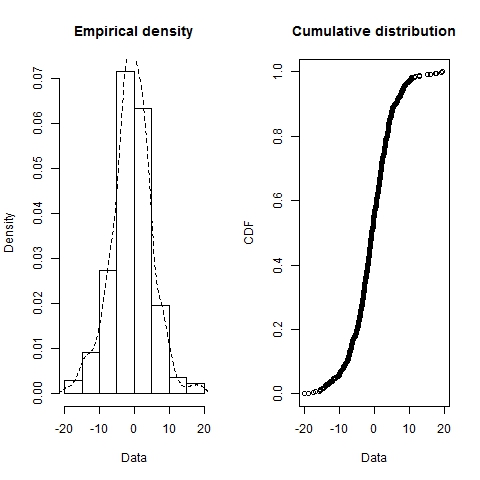 Empirical density
Density
0.00 0.01 0.02 0.03 0.04 0.05 0.06 0.07
-20 -10 0 10 20
Data
Cumulative distribution
CDF
0.0 0.2 0.4 0.6 0.8 1.0
-20 -10 0 10 20
Data